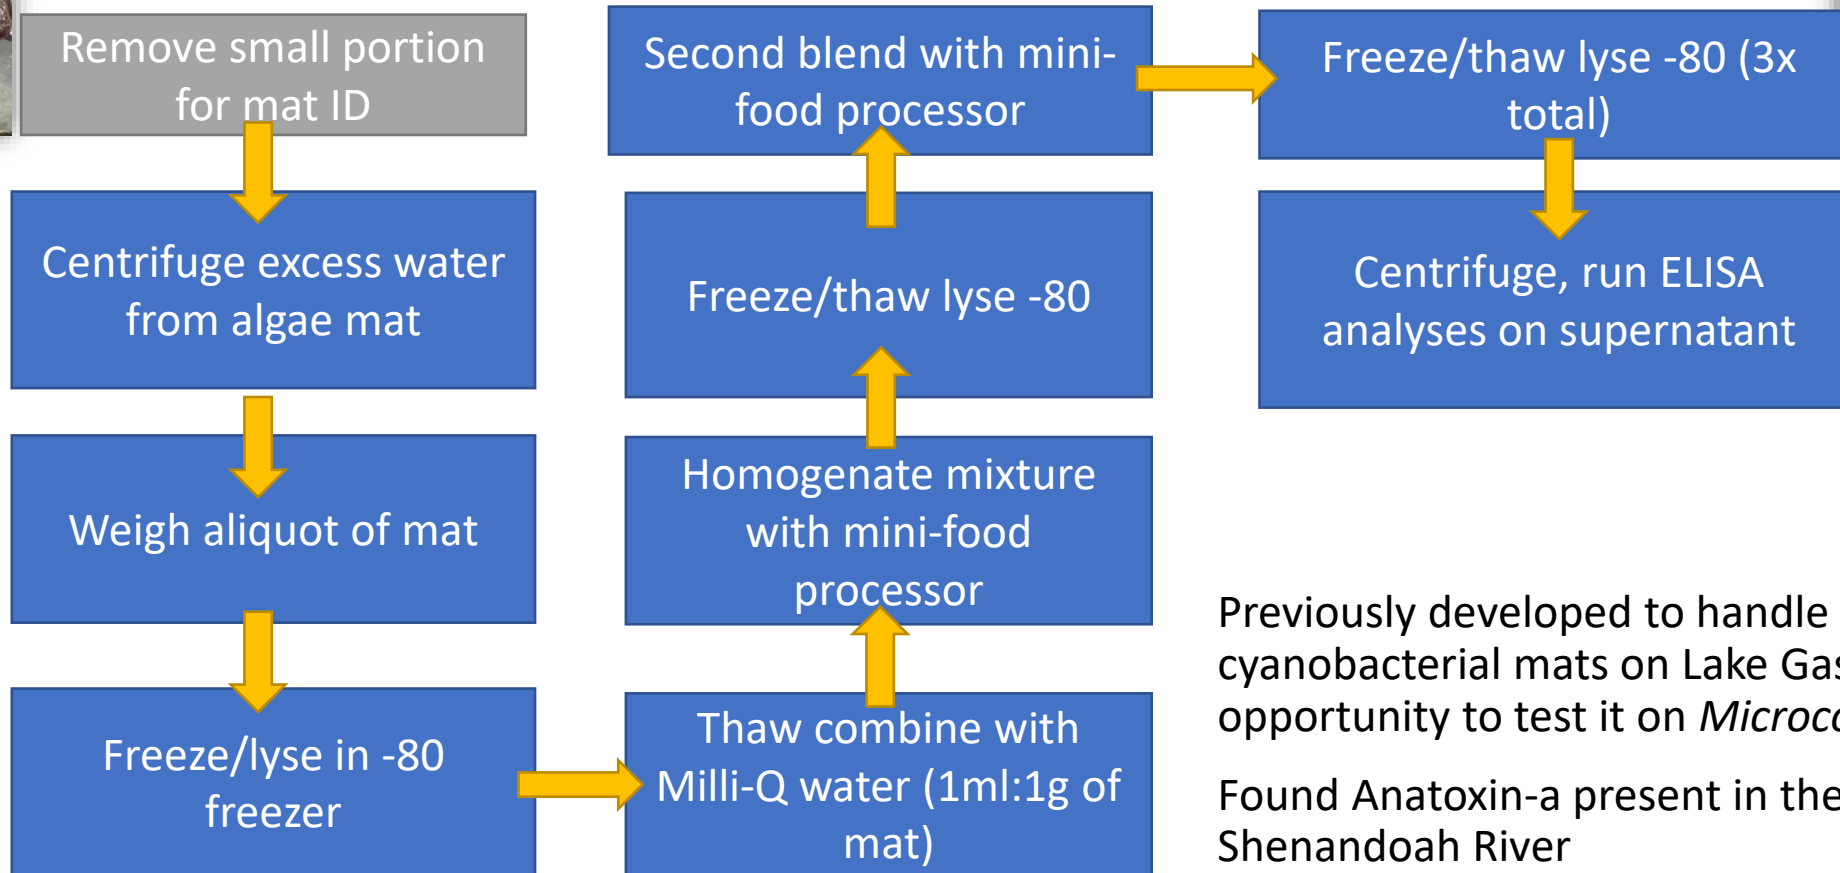 Remove small portion
for mat ID
Centrifuge excess water
from algae mat
Weigh aliquot of mat
Freeze/lyse in -80
freezer
Thaw combine with
Milli-Q water (1ml:1g of
mat)
Homogenate mixture
with mini-food
processor
Freeze/thaw lyse -80
Second blend with mini-
food processor
Freeze/thaw lyse -80 (3x
total)
Centrifuge, run ELISA
analyses on supernatant
Previously developed to handle
cyanobacterial mats on Lake
opportunity to test it on
Found Anatoxin-a present in the
Shenandoah River